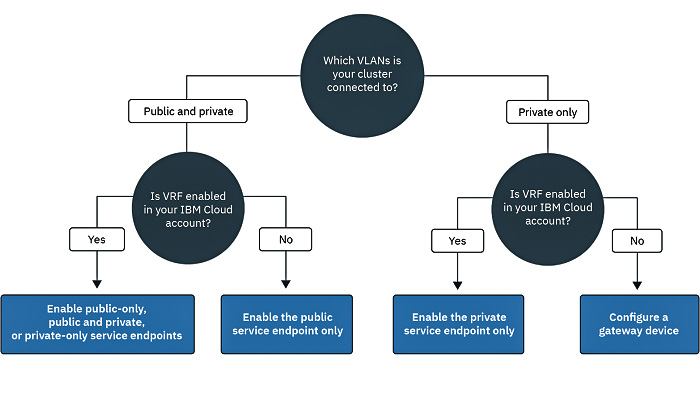 Which VLANs is
your cluster
connected to?
Public and private
Private only
Is VRF enabled
in your IBM Cloud
account?
Is VRF enabled
in your IBM Cloud
account?
Yes
No
Yes
No
Enable public-only,
public and private,
or private-only service endpoints
Enable the public
service endpoint only
Enable the private
service endpoint only
Configure a
gateway device